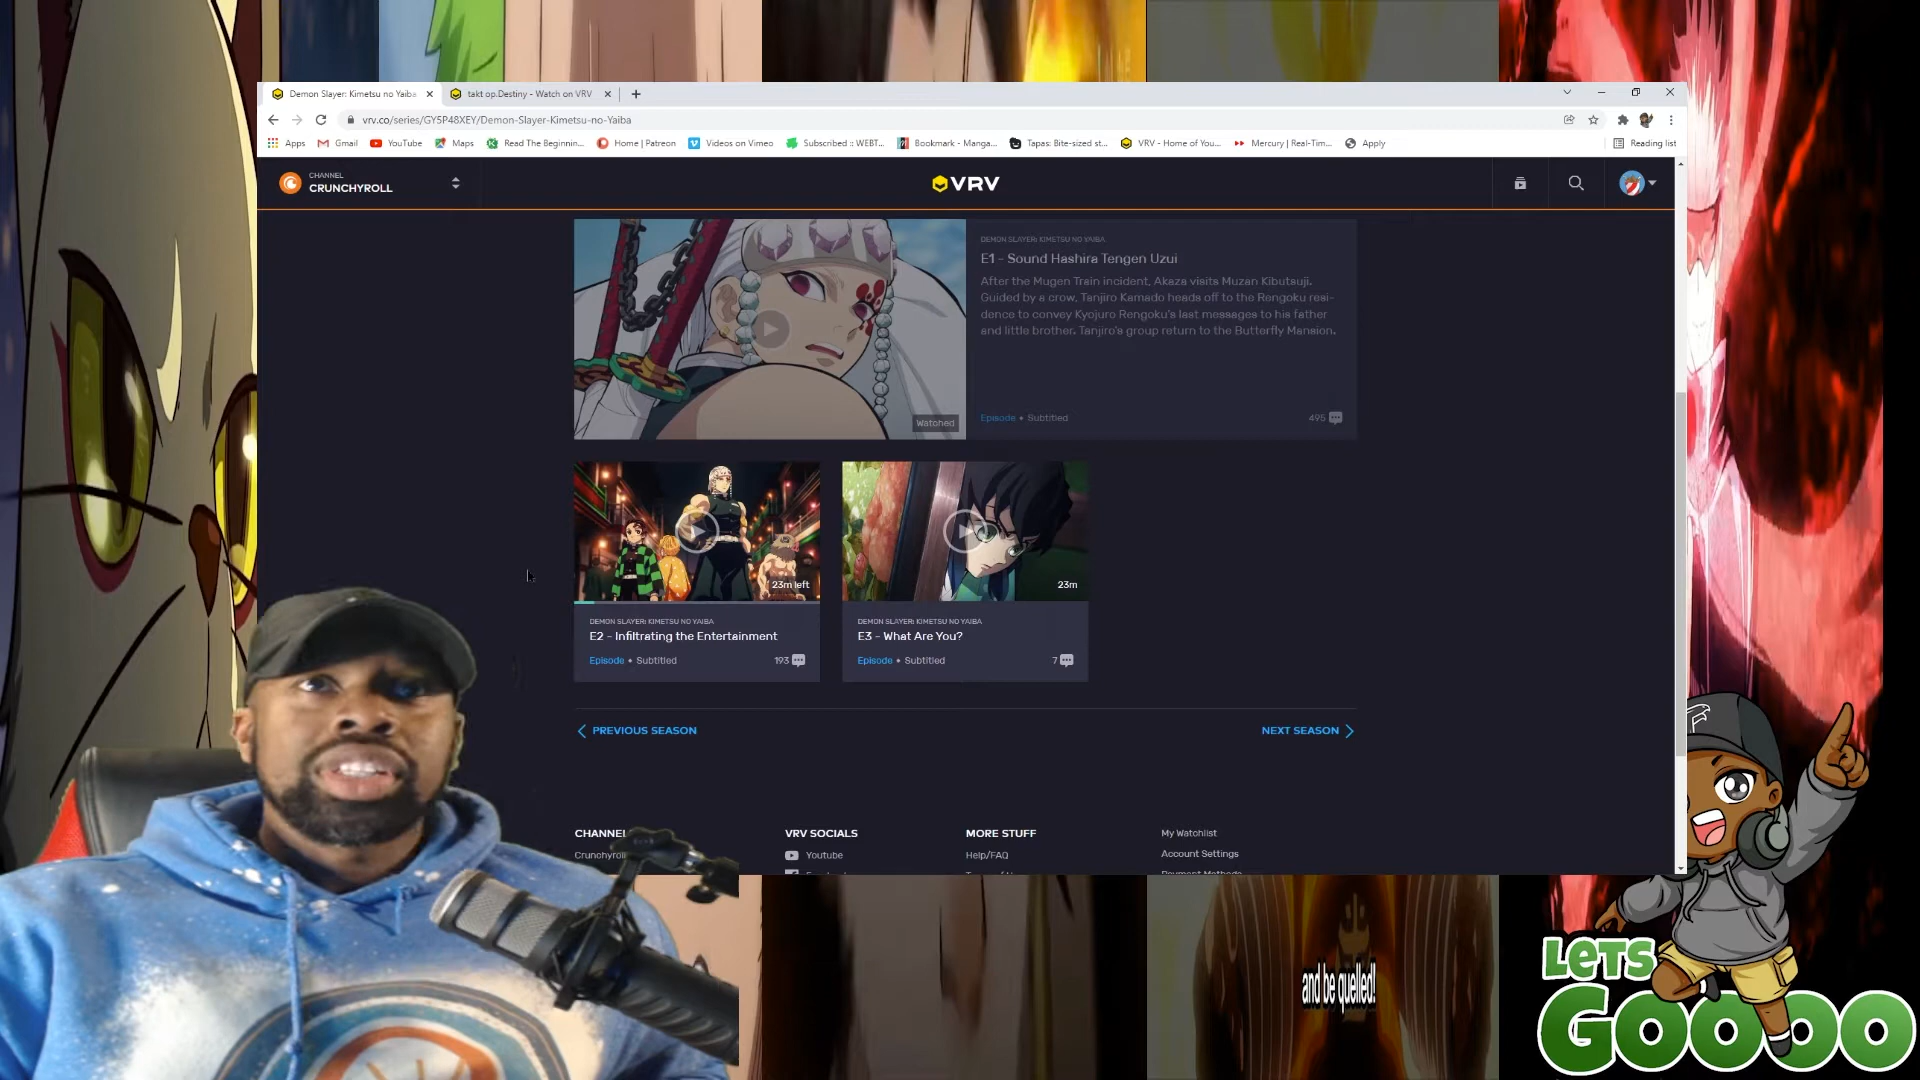 Demon Slayer: Kimetsu no Yaiba
takt op.Destiny - Watch on VRV
vrv.co/series/GY5P48XEY/Demon-Slayer-Kimetsu-no-Yaiba
Apps Gmail YouTube Maps Read The Beginnin... Home | Patreon Videos on Vimeo Subscribed :: WEBT... Bookmark - Manga... Tapas: Bite-sized st... VRV - Home of You... Mercury | Real-Tim... Apply Reading list
CHANNEL
CRUNCHYROLL
VRV
DEMON SLAYER: KIMETSU NO YAIBA
E1 - Sound Hashira Tengen Uzui
After the Mugen Train incident, Akaza visits Muzan Kibutsuji.
Guided by a crow, Tanjiro Kamado heads off to the Rengoku resi-
dence to convey Kyojuro Rengoku's last messages to his father
and little brother. Tanjiro's group return to the Butterfly Mansion.
Watched
Episode • Subtitled 495
23m left
DEMON SLAYER: KIMETSU NO YAIBA
E2 - Infiltrating the Entertainment
Episode • Subtitled 193
23m
DEMON SLAYER: KIMETSU NO YAIBA
E3 - What Are You?
Episode • Subtitled 7
PREVIOUS SEASON
NEXT SEASON
CHANNEL
Crunchyroll
VRV SOCIALS
Youtube
MORE STUFF
Help/FAQ
My Watchlist
Account Settings
Payment Methods
and be quelled!
LETS
GOOOO